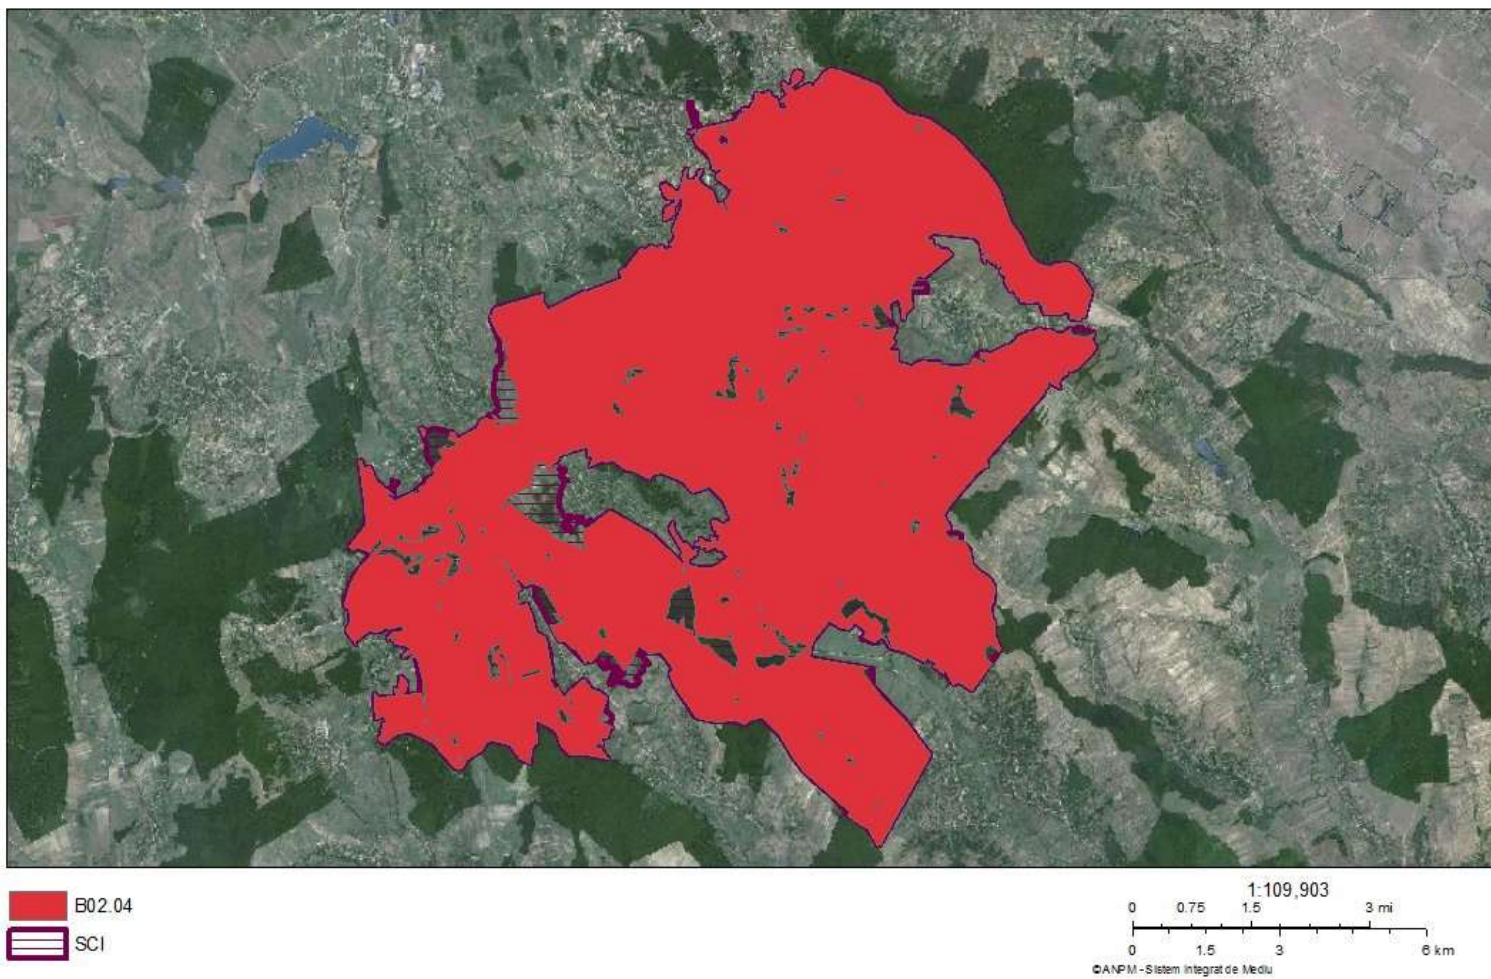 B02.04
SCI
1:109,903
0 0.75 1.5 3 mi
0 1.5 3 6 km
©ANPM - Sistem Integrat de Mediu